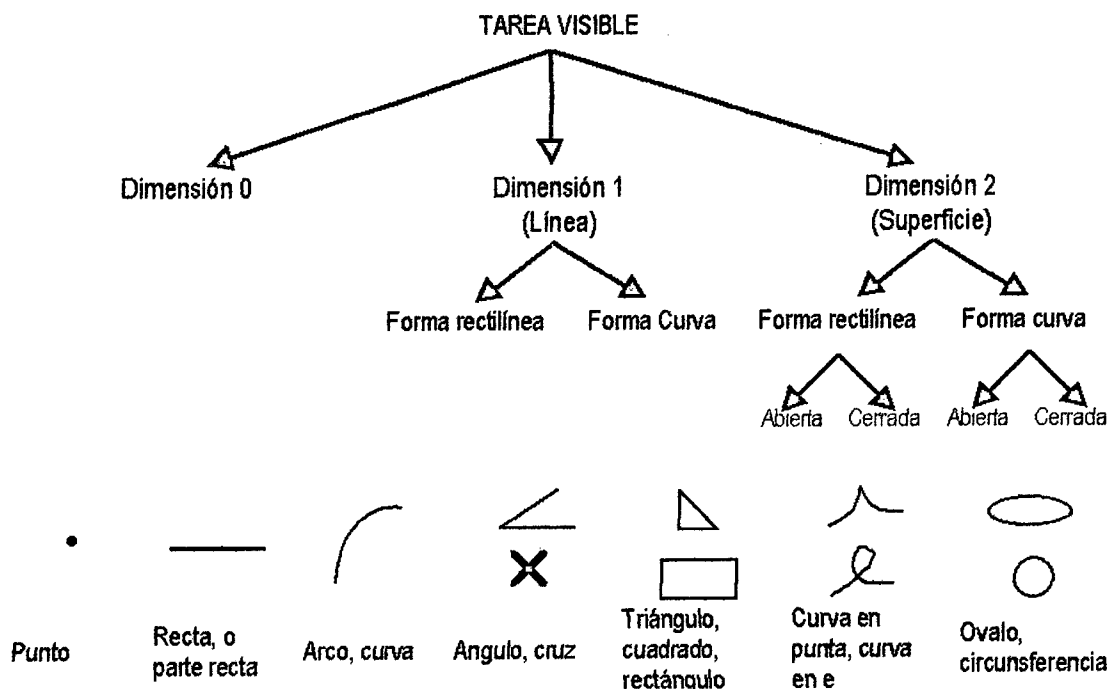 TAREA VISIBLE
Dimensión 0
Dimensión 1
(Línea)
Dimensión 2
(Superficie)
Forma rectilínea
Forma Curva
Forma rectilínea
Forma curva
Abierta
Cerrada
Abierta
Cerrada
Punto
Recta, o
parte recta
Arco, curva
Angulo, cruz
Triángulo,
cuadrado,
rectángulo
Curva en
punta, curva
en e
Ovalo,
circunsferencia